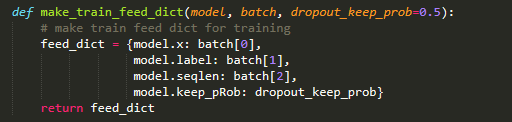 def make_train_feed_dict(model, batch, dropout_keep_prob=0.5):
# make train feed dict for training
feed_dict = {model.x: batch[0],
model.label: batch[1],
model.seqlen: batch[2],
model.keep_pRob: dropout_keep_prob}
return feed_dict